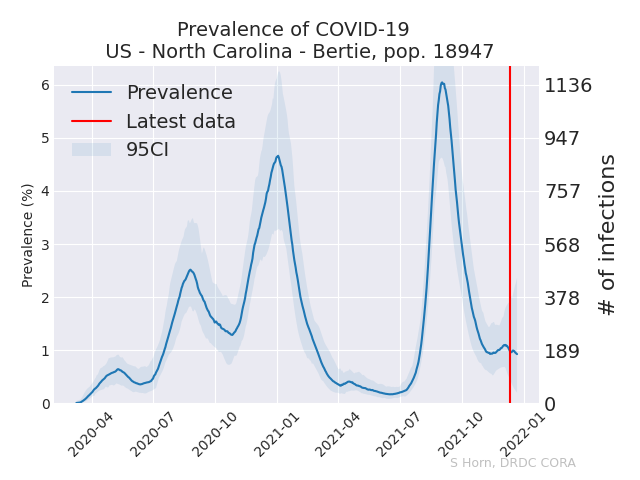 Prevalence of COVID-19
US - North Carolina - Bertie, pop. 18947
Prevalence
Latest data
95CI
Prevalence (%)
6
5
4
3
2
1
0
# of infections
1136
947
757
568
378
189
0
2020-04
2020-07
2020-10
2021-01
2021-04
2021-07
2021-10
2022-01
S Horn, DRDC CORA